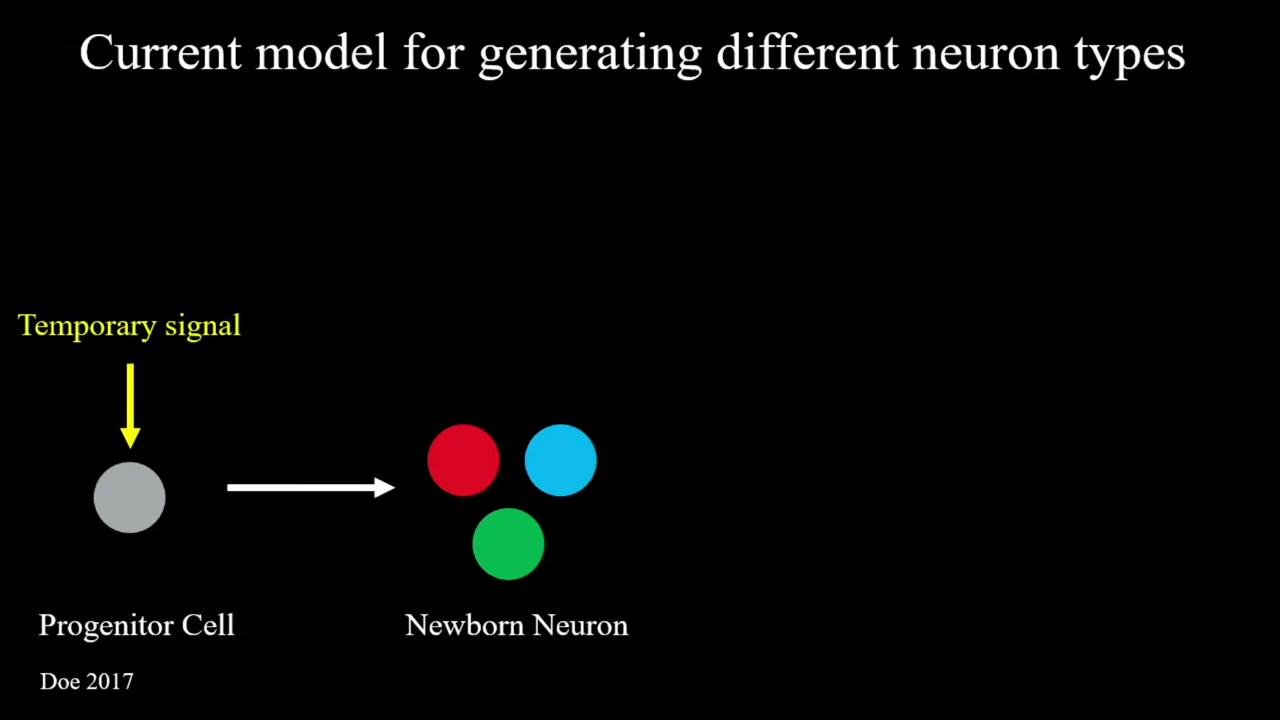 Current model for generating different neuron types
Temporary signal
Progenitor Cell
Newborn Neuron
Doe 2017